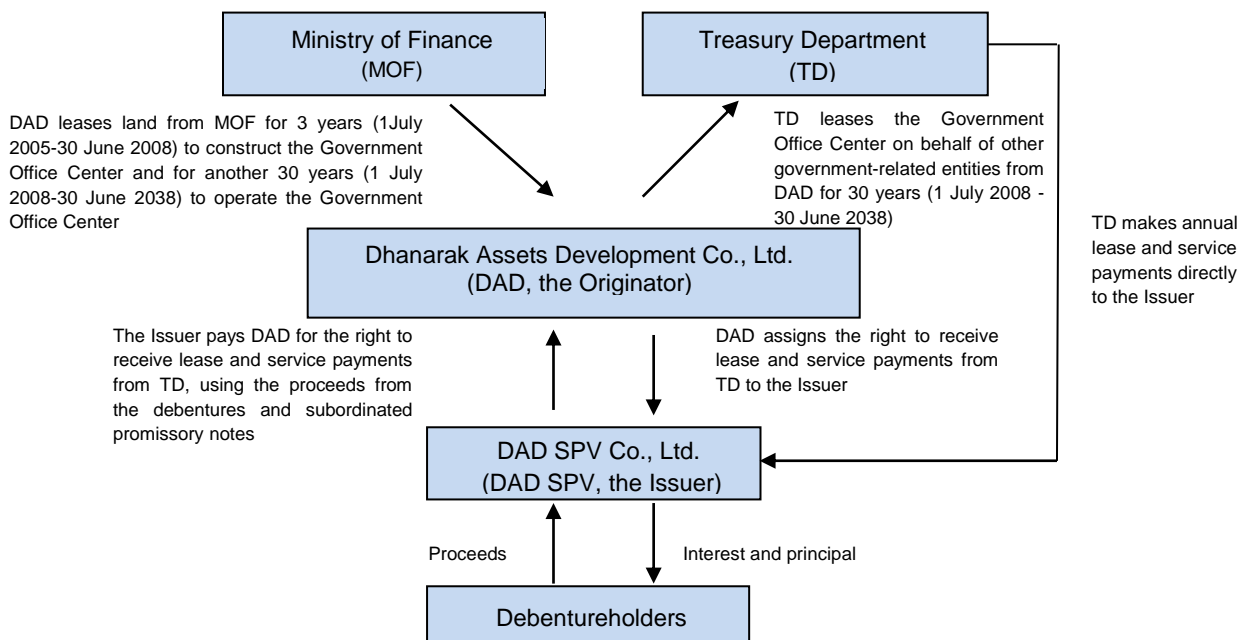 Ministry of Finance
(MOF)
Treasury Department
(TD)
DAD leases land from MOF for 3 years (1July
2005-30 June 2008) to construct the Government
Office Center and for another 30 years (1 July
2008-30 June 2038) to operate the Government
Office Center
TD leases the Government
Office Center on behalf of other
government-related entities from
DAD for 30 years (1 July 2008 -
30 June 2038)
TD makes annual
lease and service
payments directly
to the Issuer
Dhanarak Assets Development Co., Ltd.
(DAD, the Originator)
The Issuer pays DAD for the right to
receive lease and service payments
from TD, using the proceeds from
the debentures and subordinated
promissory notes
DAD assigns the right to receive
lease and service payments from
TD to the Issuer
DAD SPV Co., Ltd.
(DAD SPV, the Issuer)
Proceeds
Interest and principal
Debentureholders